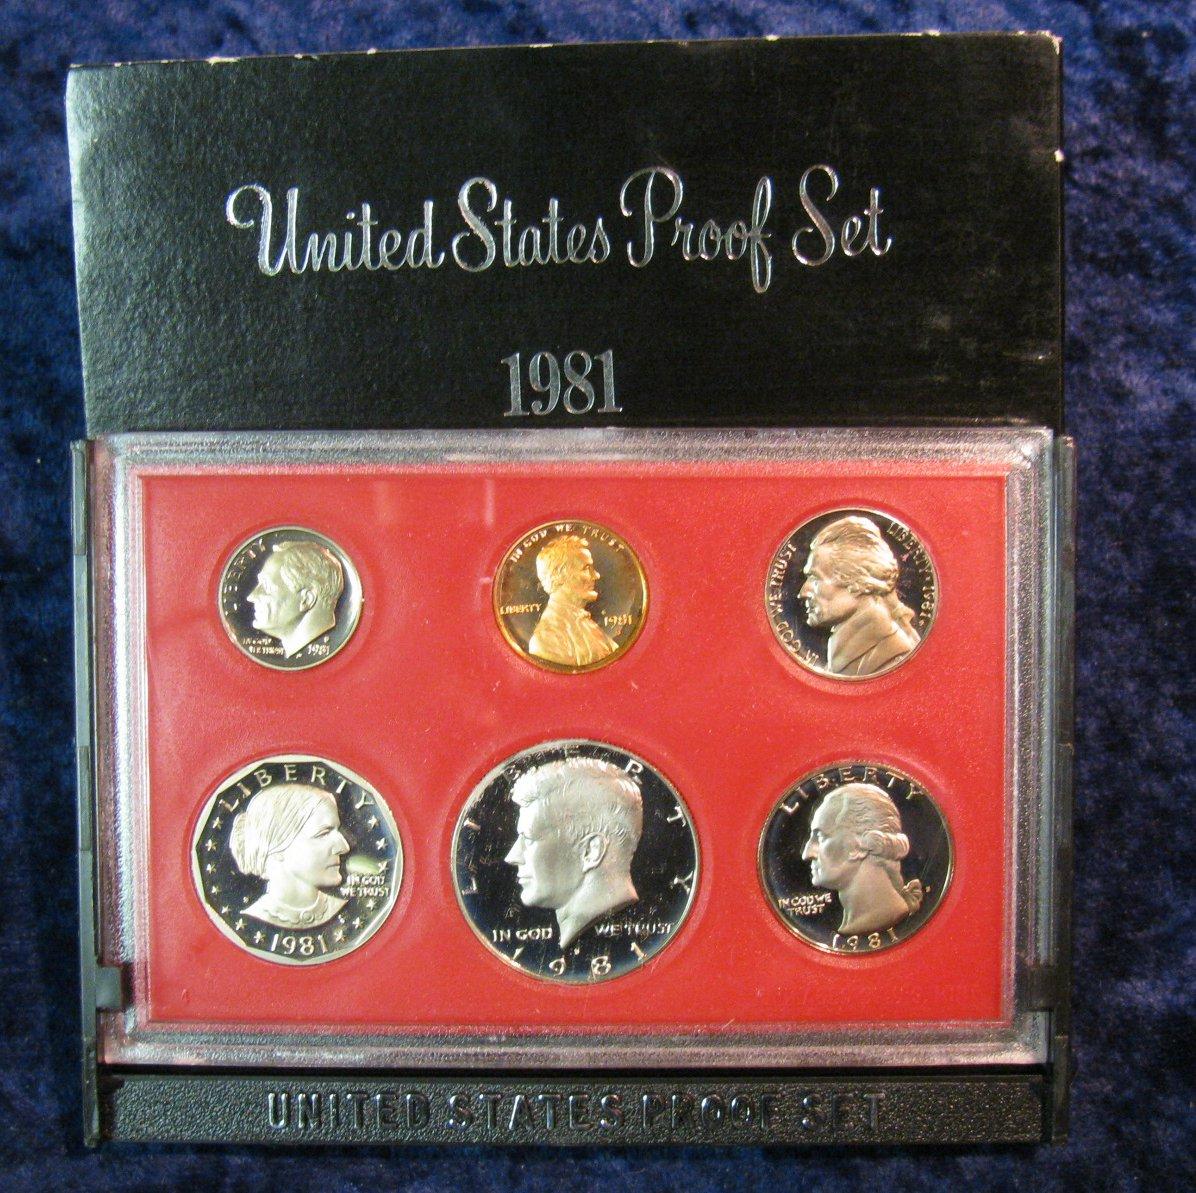 United States Proof Set
1981
LIBERTY
IN GOD
WE TRUST
1981
IN GOD WE TRUST
LIBERTY
1981
S
IN GOD WE TRUST
LIBERTY 1981
LIBERTY
IN GOD
WE TRUST
1981
LIBERTY
IN GOD WE TRUST
1981
LIBERTY
IN GOD WE
TRUST
1981
UNITED STATES PROOF SET